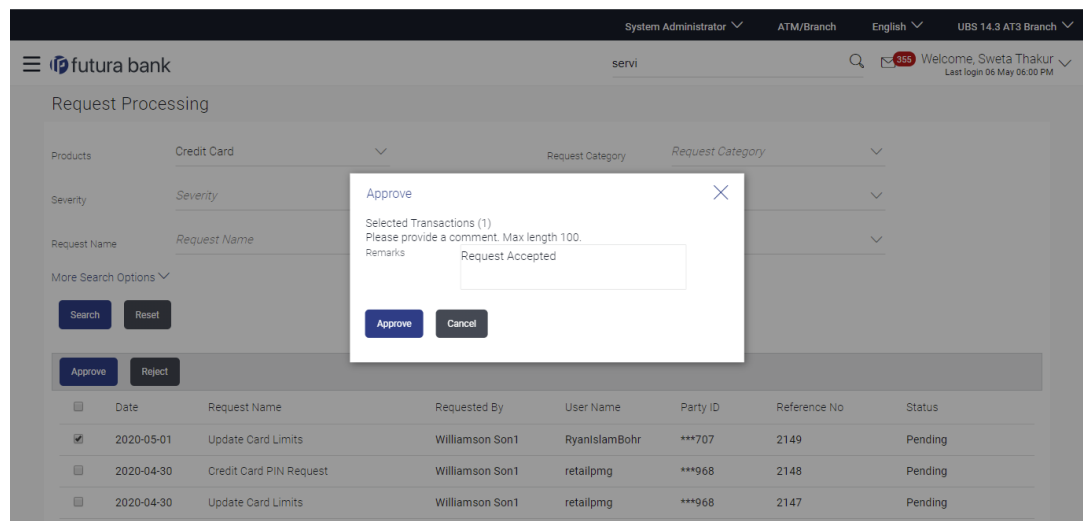 System Administrator ATM/Branch English UBS 14.3 AT3 Branch
futura bank servi 355 Welcome, Sweta Thakur
Last login 06 May 06:00 PM
Request Processing
Products Credit Card Request Category Request Category
Severity Severity
Request Name Request Name
More Search Options
Search Reset
Approve
Selected Transactions (1)
Please provide a comment. Max length 100.
Remarks Request Accepted
Approve Cancel
Approve Reject
Date Request Name Requested By User Name Party ID Reference No Status
2020-05-01 Update Card Limits Williamson Son1 RyanIslamBohr ***707 2149 Pending
2020-04-30 Credit Card PIN Request Williamson Son1 retailpmg ***968 2148 Pending
2020-04-30 Update Card Limits Williamson Son1 retailpmg ***968 2147 Pending